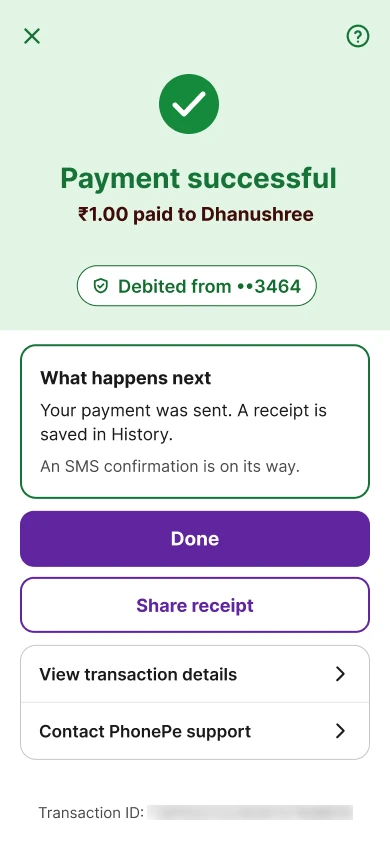 Payment successful
₹1.00 paid to Dhanushree
Debited from ••3464
What happens next
Your payment was sent. A receipt is
saved in History.
An SMS confirmation is on its way.
Done
Share receipt
View transaction details
Contact PhonePe support
Transaction ID: